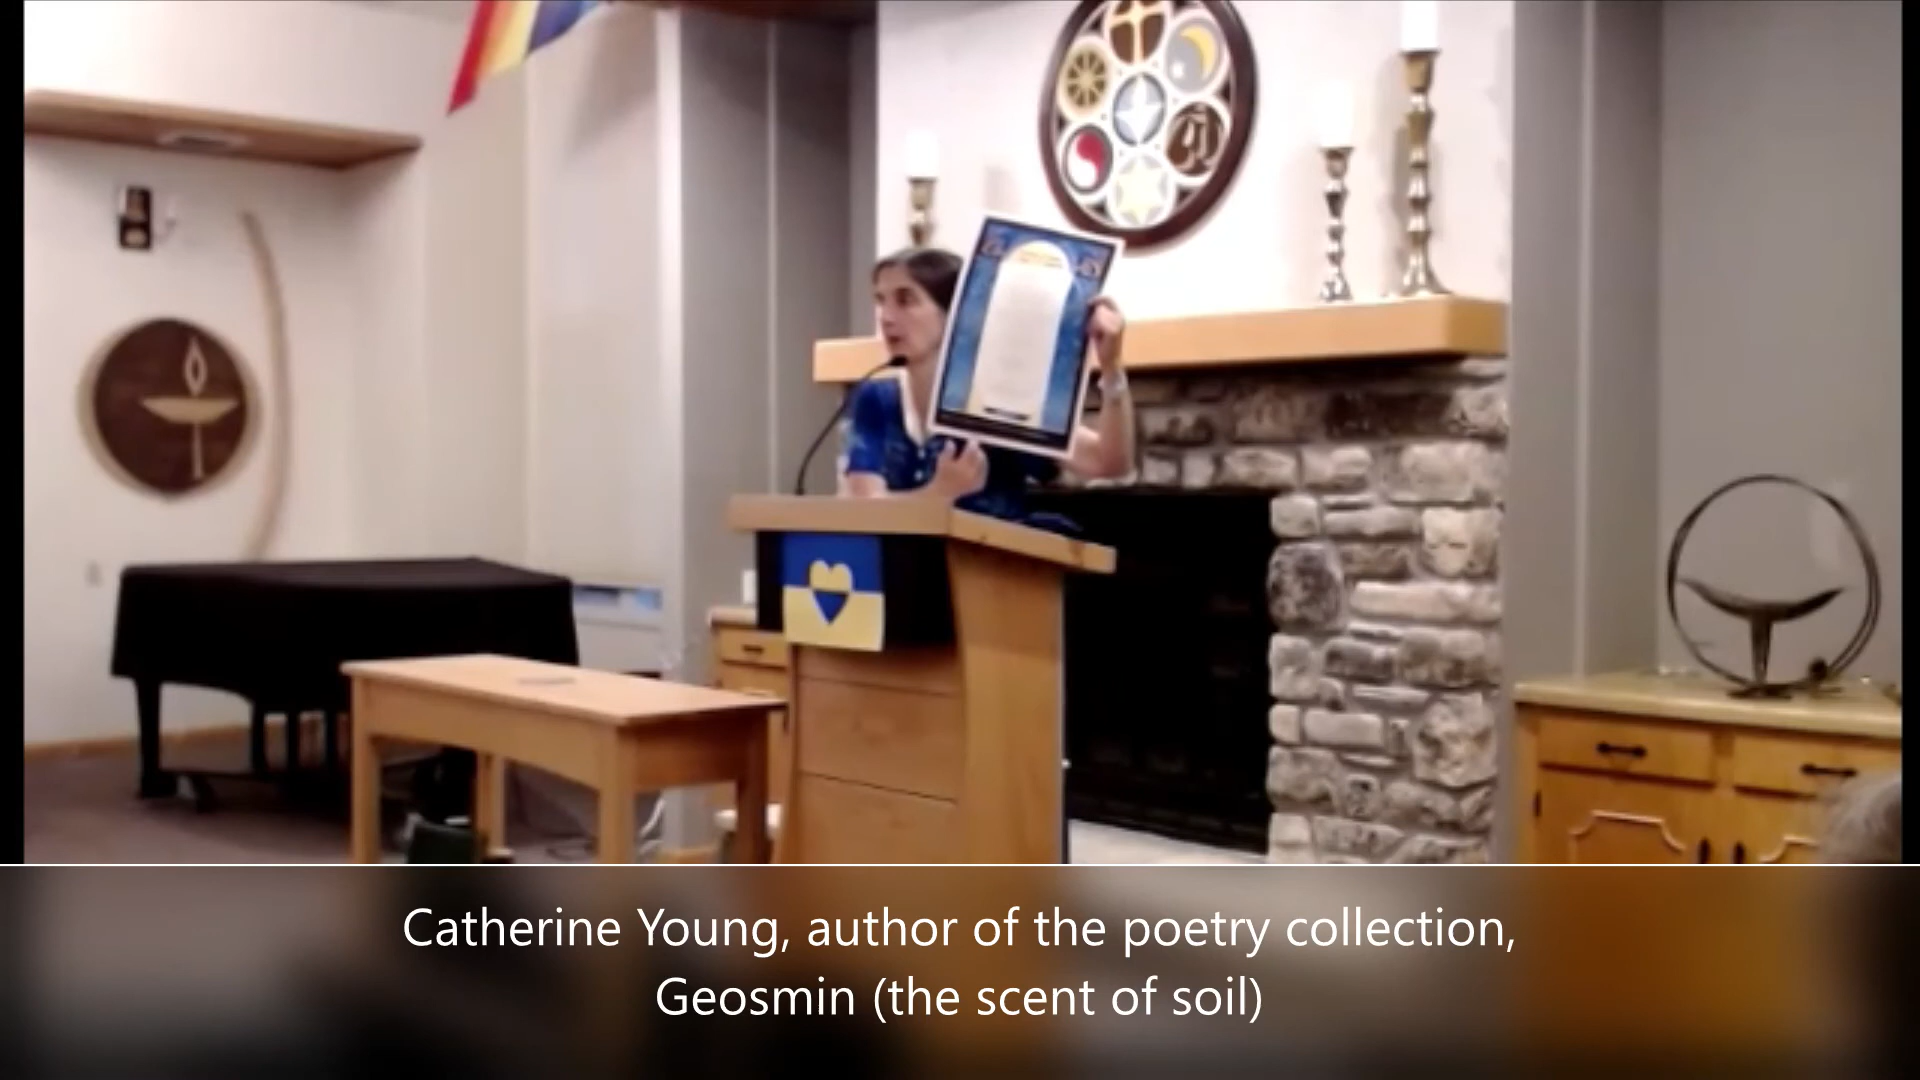 Catherine Young, author of the poetry collection,
Geosmin (the scent of soil)